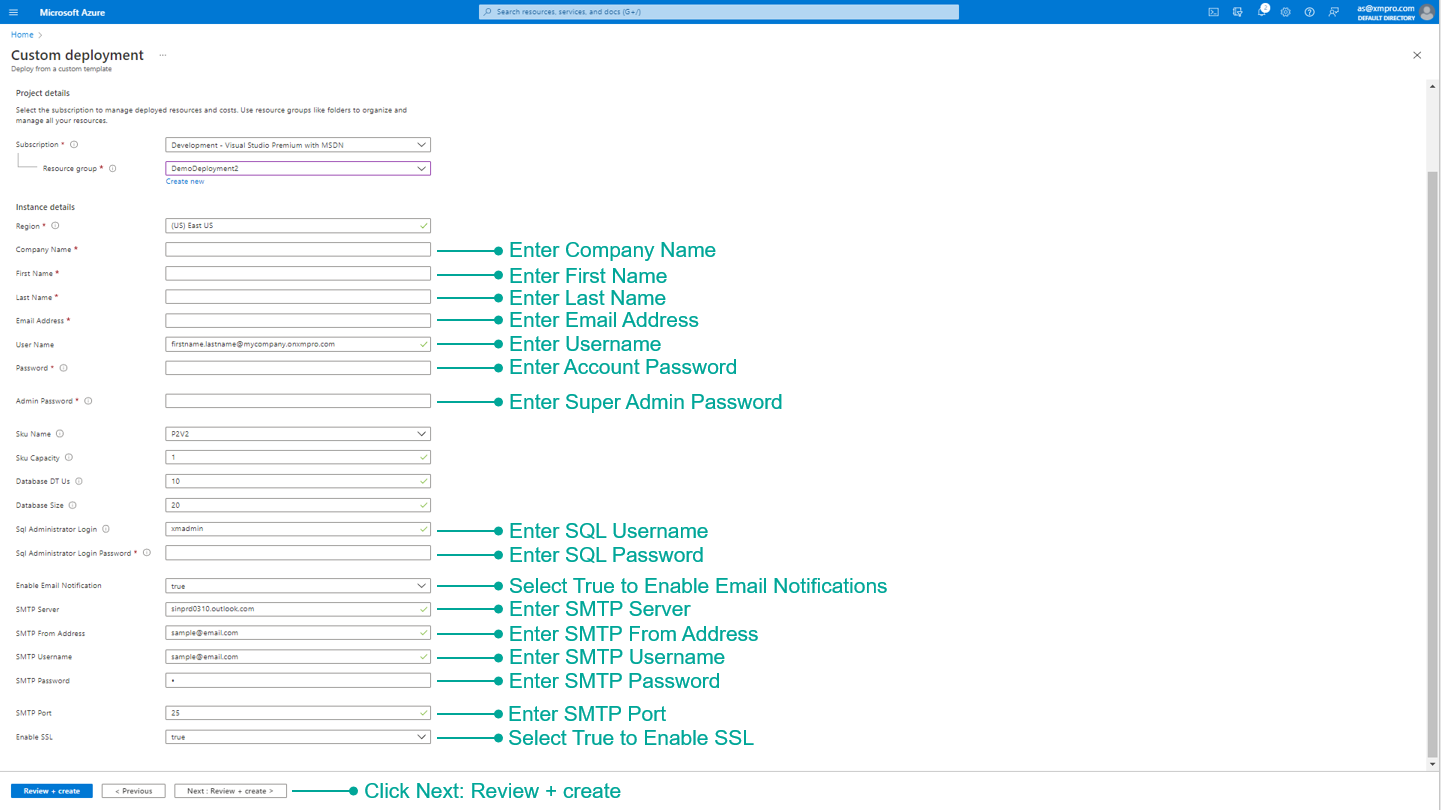 Microsoft Azure
Search resources, services, and docs (G+/)
2
as@xmpro.com
DEFAULT DIRECTORY
Home
Custom deployment ...
Deploy from a custom template
Project details
Select the subscription to manage deployed resources and costs. Use resource groups like folders to organize and
manage all your resources.
Subscription * Development - Visual Studio Premium with MSDN
Resource group * DemoDeployment2
Create new
Instance details
Region * (US) East US
Company Name * Enter Company Name
First Name * Enter First Name
Last Name * Enter Last Name
Email Address * Enter Email Address
User Name firstname.lastname@mycompany.onxmpro.com Enter Username
Password * Enter Account Password
Admin Password * Enter Super Admin Password
Sku Name P2V2
Sku Capacity 1
Database DT Us 10
Database Size 20
Sql Administrator Login xmadmin Enter SQL Username
Sql Administrator Login Password * Enter SQL Password
Enable Email Notification true Select True to Enable Email Notifications
SMTP Server sinprd0310.outlook.com Enter SMTP Server
SMTP From Address sample@email.com Enter SMTP From Address
SMTP Username sample@email.com Enter SMTP Username
SMTP Password • Enter SMTP Password
SMTP Port 25 Enter SMTP Port
Enable SSL true Select True to Enable SSL
Review + create < Previous Next : Review + create > Click Next: Review + create